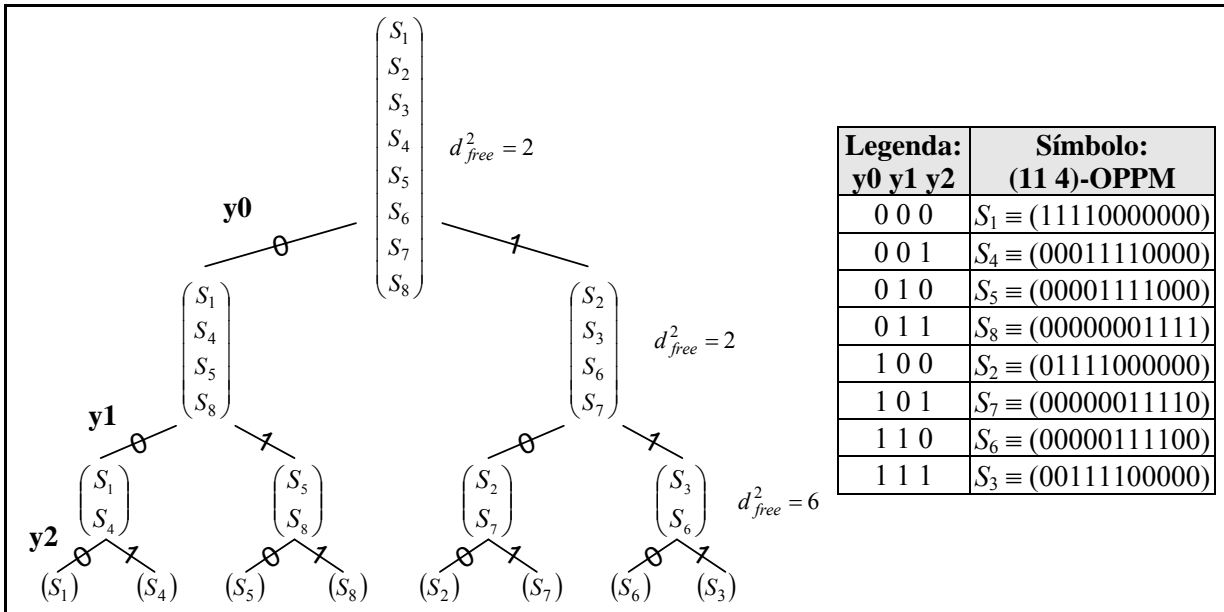 S₁
S₂
S₃
S₄
S₅
S₆
S₇
S₈
d²free = 2
y0
0 1
S₁ S₂
S₄ S₃
S₅ S₆
S₈ S₇
d²free = 2
y1
0 1 0 1
S₁ S₅ S₂ S₃
S₄ S₈ S₇ S₆
d²free = 6
y2
0 1 0 1 0 1 0 1
(S₁) (S₄) (S₅) (S₈) (S₂) (S₇) (S₆) (S₃)
Legenda: Símbolo:
y0 y1 y2 (11 4)-OPPM
0 0 0 S₁ ≡ (11110000000)
0 0 1 S₄ ≡ (00011110000)
0 1 0 S₅ ≡ (00001111000)
0 1 1 S₈ ≡ (00000001111)
1 0 0 S₂ ≡ (01111000000)
1 0 1 S₇ ≡ (00000011110)
1 1 0 S₆ ≡ (00000111100)
1 1 1 S₃ ≡ (00111100000)